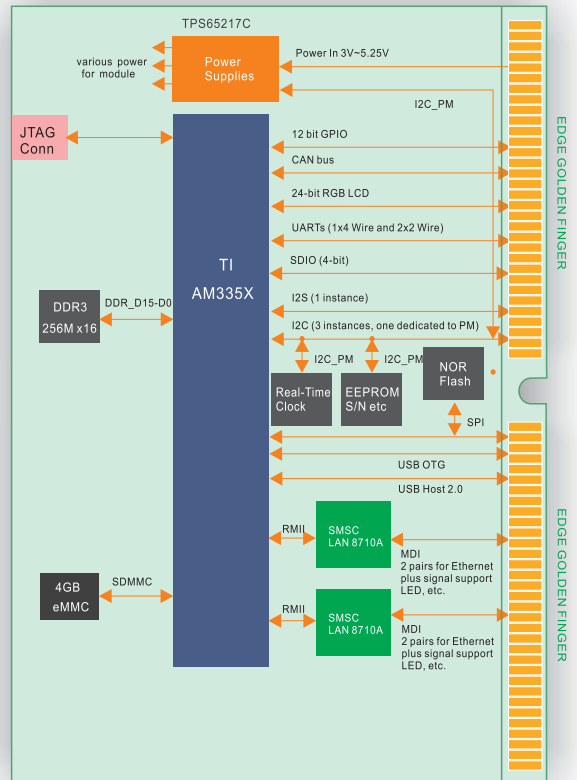 TPS65217C
various power
for module
Power
Supplies
Power In 3V~5.25V
I2C_PM
JTAG
Conn
12 bit GPIO
CAN bus
24-bit RGB LCD
UARTs (1x4 Wire and 2x2 Wire)
TI
AM335X
SDIO (4-bit)
DDR3
256M x16
DDR_D15-D0
I2S (1 instance)
I2C (3 instances, one dedicated to PM)
I2C_PM
I2C_PM
Real-Time
Clock
EEPROM
S/N etc
NOR
Flash
SPI
USB OTG
USB Host 2.0
RMII
SMSC
LAN 8710A
MDI
2 pairs for Ethernet
plus signal support
LED, etc.
4GB
eMMC
SDMMC
RMII
SMSC
LAN 8710A
MDI
2 pairs for Ethernet
plus signal support
LED, etc.
EDGE GOLDEN FINGER
EDGE GOLDEN FINGER